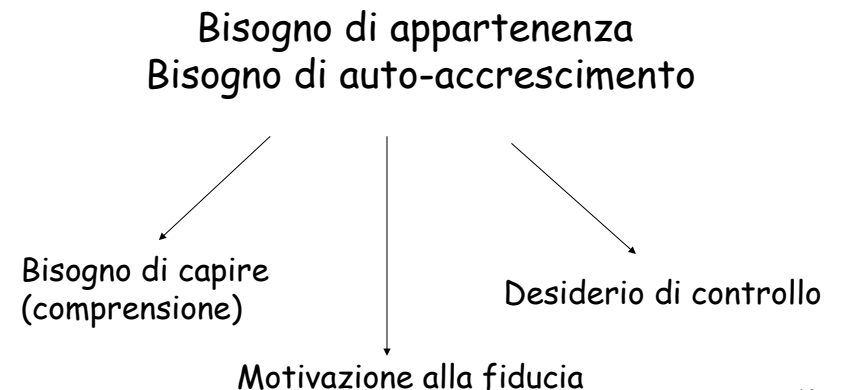 Bisogno di appartenenza
Bisogno di auto-accrescimento
Bisogno di capire
(comprensione)
Desiderio di controllo
Motivazione alla fiducia